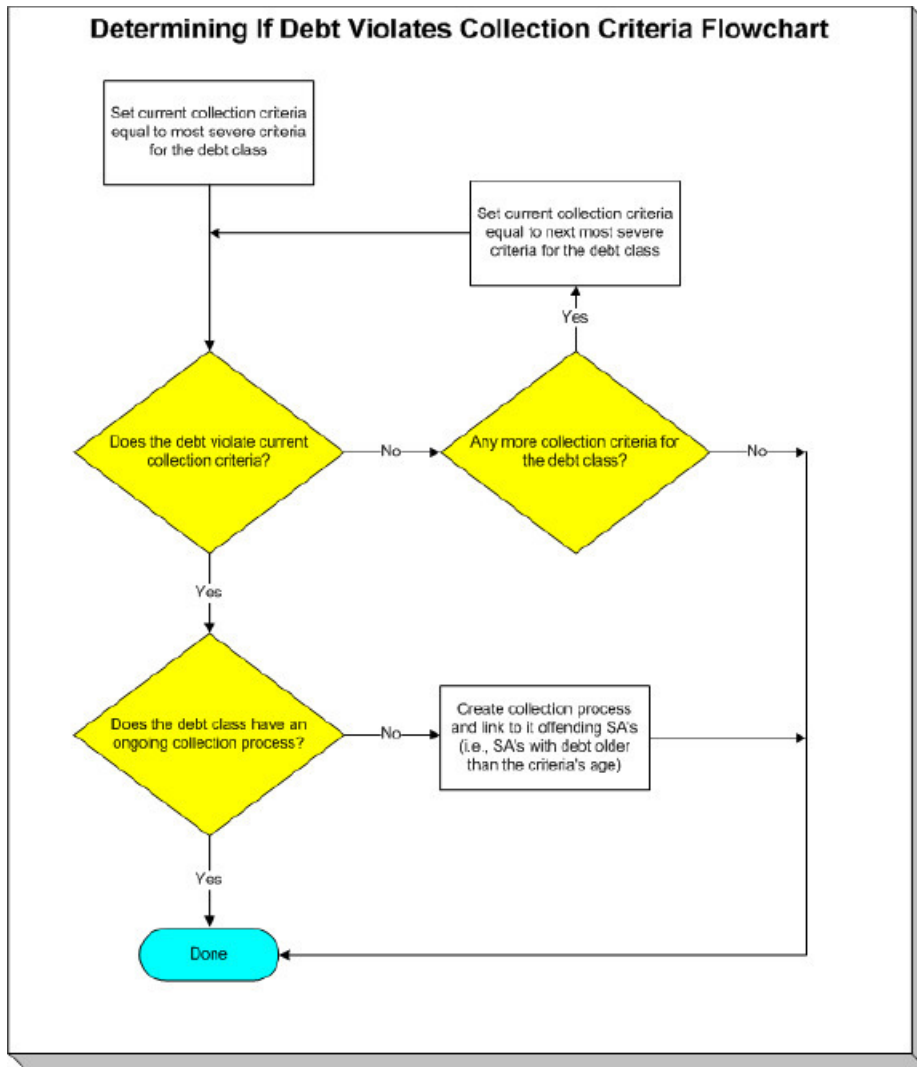 Determining If Debt Violates Collection Criteria Flowchart
Set current collection criteria
equal to most severe criteria
for the debt class
Set current collection criteria
equal to next most severe
criteria for the debt class
Yes
Does the debt violate current
collection criteria?
No
Any more collection criteria for
the debt class?
No
Yes
Does the debt class have an
ongoing collection process?
No
Create collection process
and link to it offending SA's
(i.e., SA's with debt older
than the criteria's age)
Yes
Done